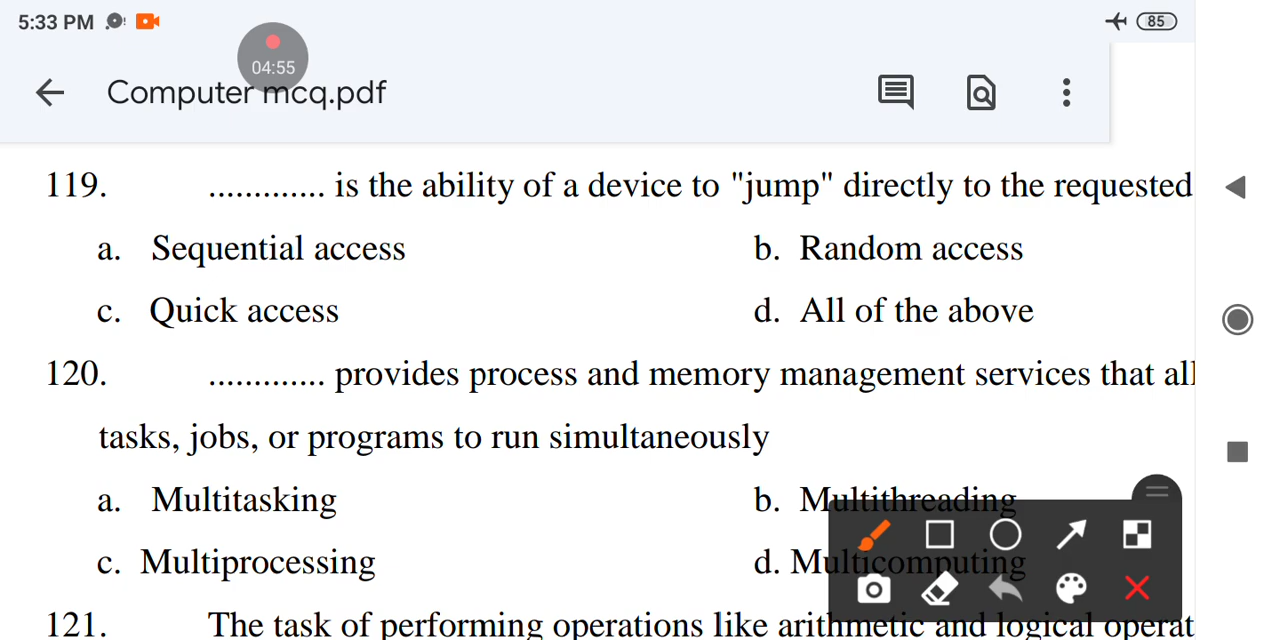 5:33 PM
85
04:55
Computer mcq.pdf
119. ............. is the ability of a device to "jump" directly to the requested
a. Sequential access b. Random access
c. Quick access d. All of the above
120. ............. provides process and memory management services that all
tasks, jobs, or programs to run simultaneously
a. Multitasking b. Multithreading
c. Multiprocessing d. Multicomputing
121. The task of performing operations like arithmetic and logical operat